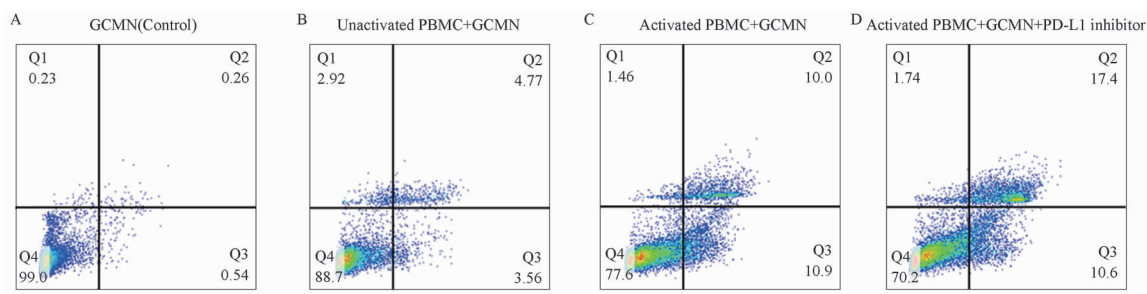 A GCMN(Control)
Q1 Q2
0.23 0.26
Q4 Q3
99.0 0.54
B Unactivated PBMC+GCMN
Q1 Q2
2.92 4.77
Q4 Q3
88.7 3.56
C Activated PBMC+GCMN
Q1 Q2
1.46 10.0
Q4 Q3
77.6 10.9
D Activated PBMC+GCMN+PD-L1 inhibitor
Q1 Q2
1.74 17.4
Q4 Q3
70.2 10.6